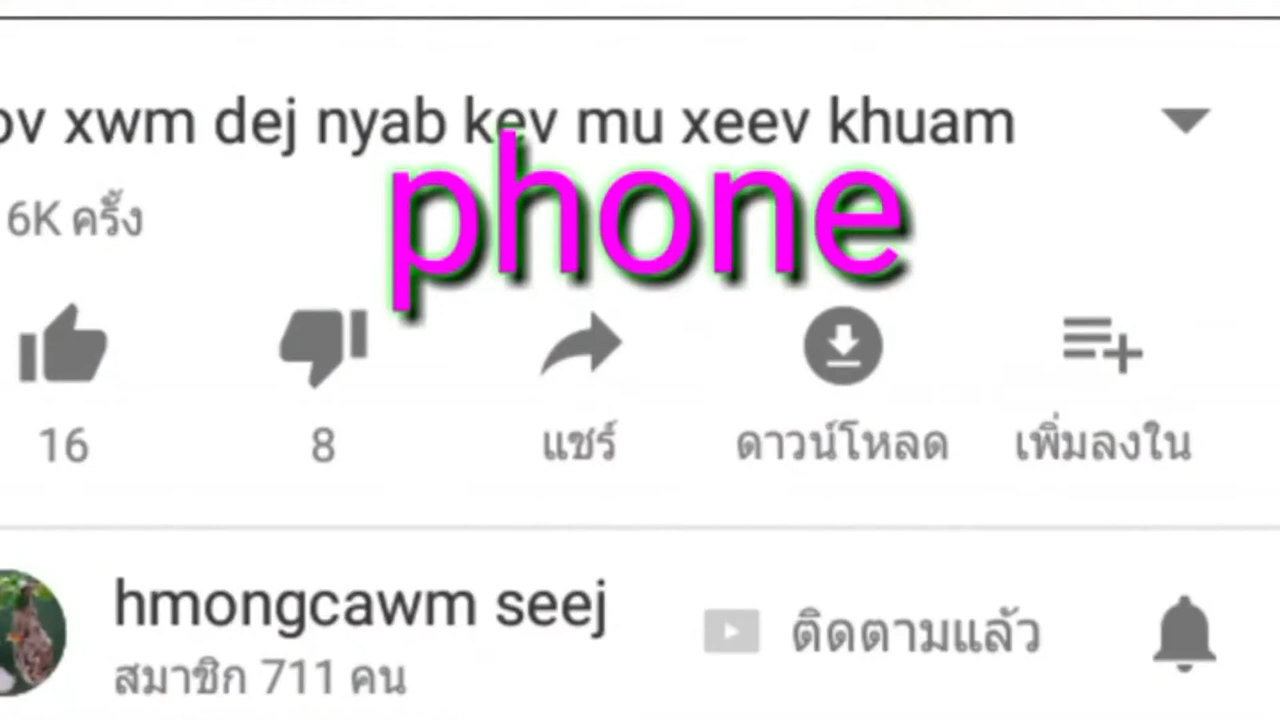 xwm dej nyab kev mu xeev khuam
phone
6K ครั้ง
16
8
แชร์
ดาวน์โหลด
เพิ่มลงใน
hmongcawm seej
ติดตามแล้ว
สมาชิก 711 คน